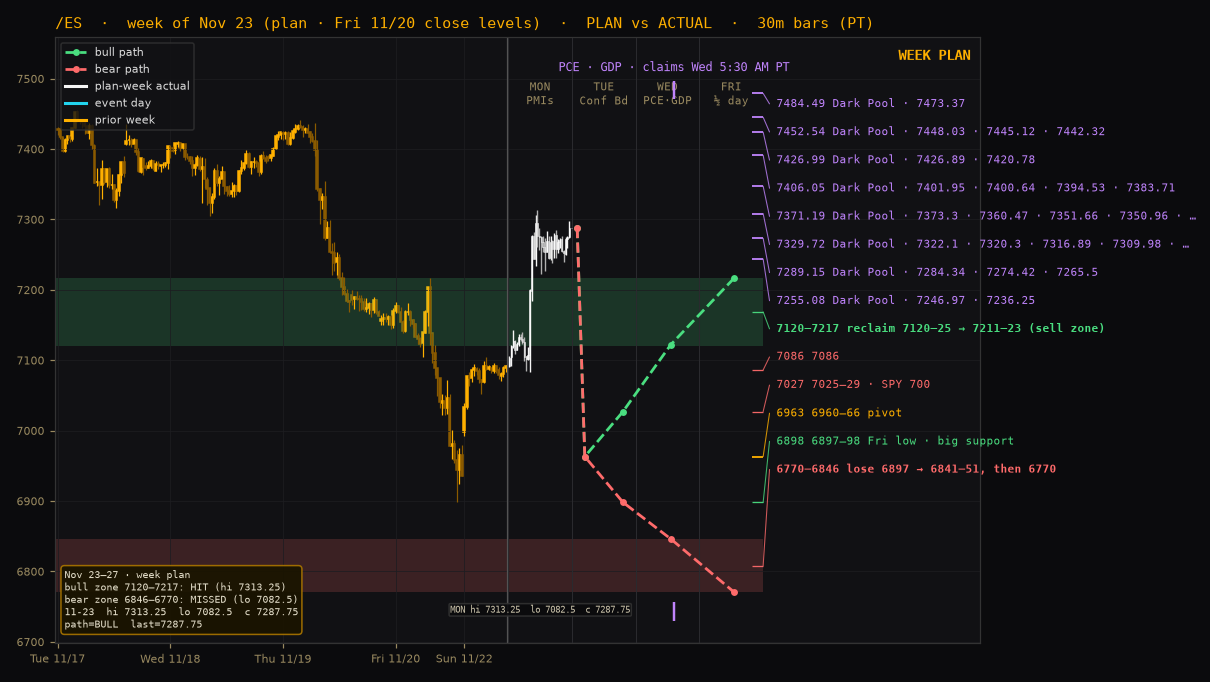 /ES · week of Nov 23 (plan · Fri 11/20 close levels) · PLAN vs ACTUAL · 30m bars (PT)
WEEK PLAN
bull path
bear path
plan-week actual
event day
prior week
PCE · GDP · claims Wed 5:30 AM PT
MON
PMIs
TUE
Conf Bd
WED
PCE·GDP
FRI
½ day
7500
7400
7300
7200
7100
7000
6900
6800
6700
7484.49 Dark Pool · 7473.37
7452.54 Dark Pool · 7448.03 · 7445.12 · 7442.32
7426.99 Dark Pool · 7426.89 · 7420.78
7406.05 Dark Pool · 7401.95 · 7400.64 · 7394.53 · 7383.71
7371.19 Dark Pool · 7373.3 · 7360.47 · 7351.66 · 7350.96 · …
7329.72 Dark Pool · 7322.1 · 7320.3 · 7316.89 · 7309.98 · …
7289.15 Dark Pool · 7284.34 · 7274.42 · 7265.5
7255.08 Dark Pool · 7246.97 · 7236.25
7120–7217 reclaim 7120–25 → 7211–23 (sell zone)
7086 7086
7027 7025–29 · SPY 700
6963 6960–66 pivot
6898 6897–98 Fri low · big support
6770–6846 lose 6897 → 6841–51, then 6770
Nov 23–27 · week plan
bull zone 7120–7217: HIT (hi 7313.25)
bear zone 6846–6770: MISSED (lo 7082.5)
11-23 hi 7313.25 lo 7082.5 c 7287.75
path=BULL last=7287.75
MON hi 7313.25 lo 7082.5 c 7287.75
Tue 11/17
Wed 11/18
Thu 11/19
Fri 11/20
Sun 11/22